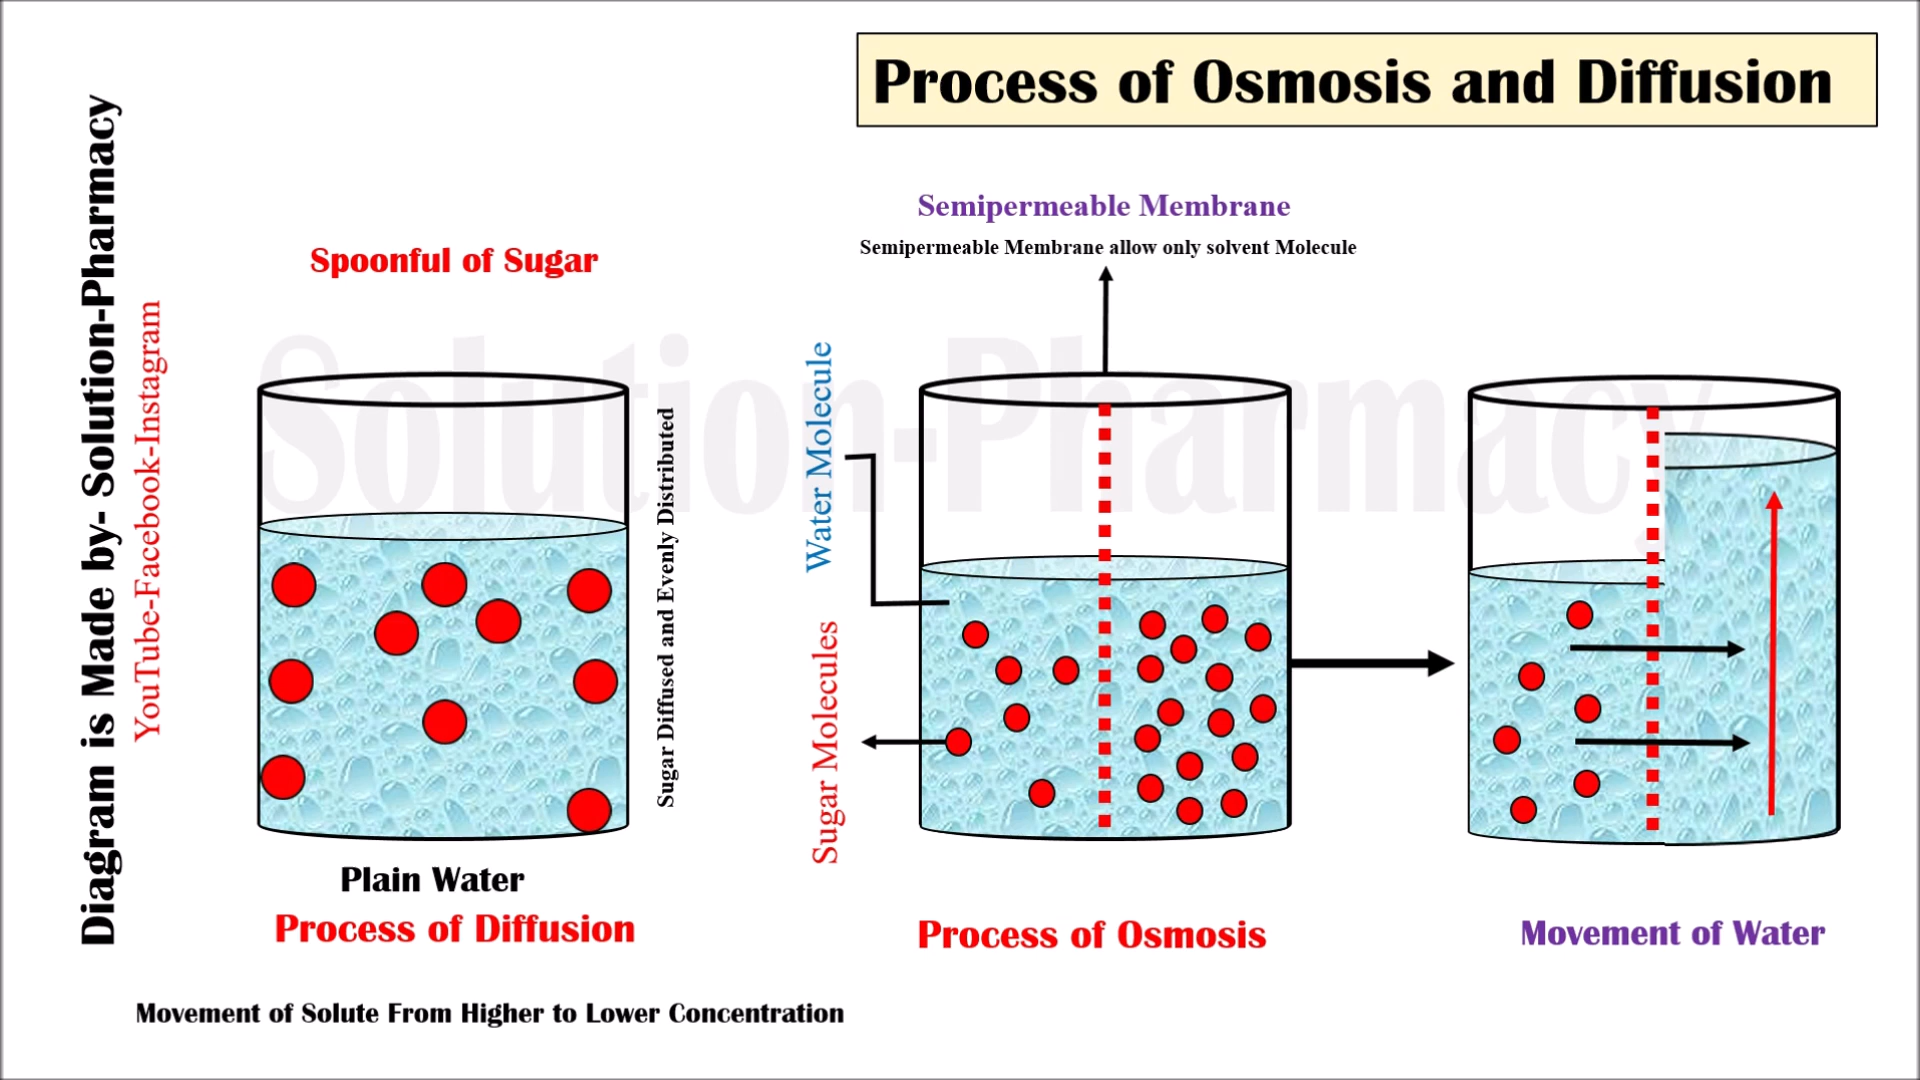 Process of Osmosis and Diffusion
Diagram is Made by- Solution-Pharmacy
YouTube-Facebook-Instagram
Spoonful of Sugar
Sugar Diffused and Evenly Distributed
Plain Water
Process of Diffusion
Movement of Solute From Higher to Lower Concentration
Semipermeable Membrane
Semipermeable Membrane allow only solvent Molecule
Water Molecule
Sugar Molecules
Process of Osmosis
Movement of Water
Solution-Pharmacy